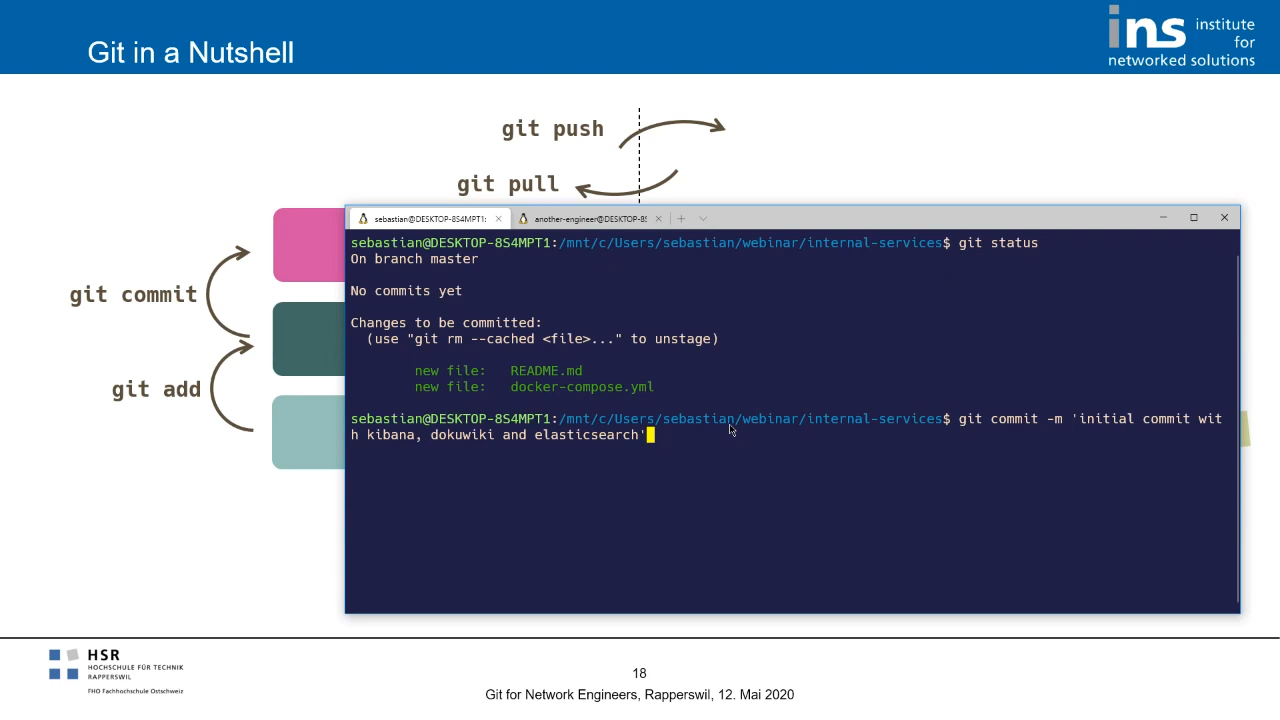 Git in a Nutshell
ins institute
for
networked solutions
git push
git pull
git commit
git add
sebastian@DESKTOP-8S4MPT1: × another-engineer@DESKTOP-8S × +
sebastian@DESKTOP-8S4MPT1:/mnt/c/Users/sebastian/webinar/internal-services$ git status
On branch master
No commits yet
Changes to be committed:
(use "git rm --cached <file>..." to unstage)
new file: README.md
new file: docker-compose.yml
sebastian@DESKTOP-8S4MPT1:/mnt/c/Users/sebastian/webinar/internal-services$ git commit -m 'initial commit wit
h kibana, dokuwiki and elasticsearch'
HSR
HOCHSCHULE FÜR TECHNIK
RAPPERSWIL
FHO Fachhochschule Ostschweiz
18
Git for Network Engineers, Rapperswil, 12. Mai 2020